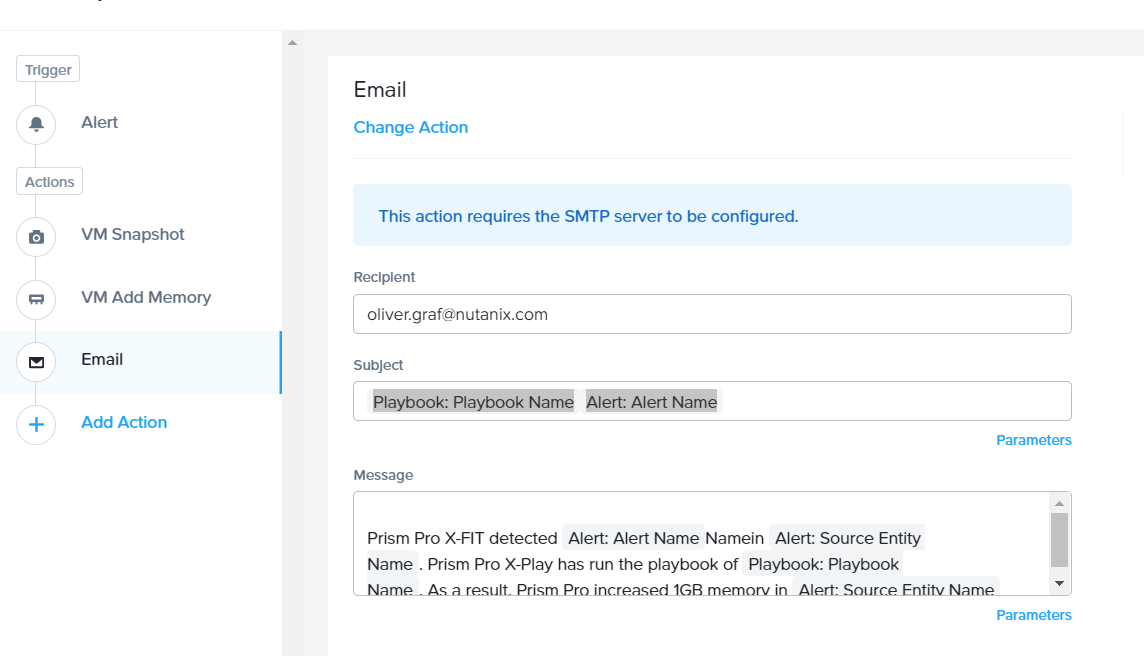 Trigger
Alert
Actions
VM Snapshot
VM Add Memory
Email
Add Action
Email
Change Action
This action requires the SMTP server to be configured.
Recipient
oliver.graf@nutanix.com
Subject
Playbook: Playbook Name Alert: Alert Name
Parameters
Message
Prism Pro X-FIT detected Alert: Alert Name Namein Alert: Source Entity
Name . Prism Pro X-Play has run the playbook of Playbook: Playbook
Name . As a result, Prism Pro increased 1GB memory in Alert: Source Entity Name
Parameters